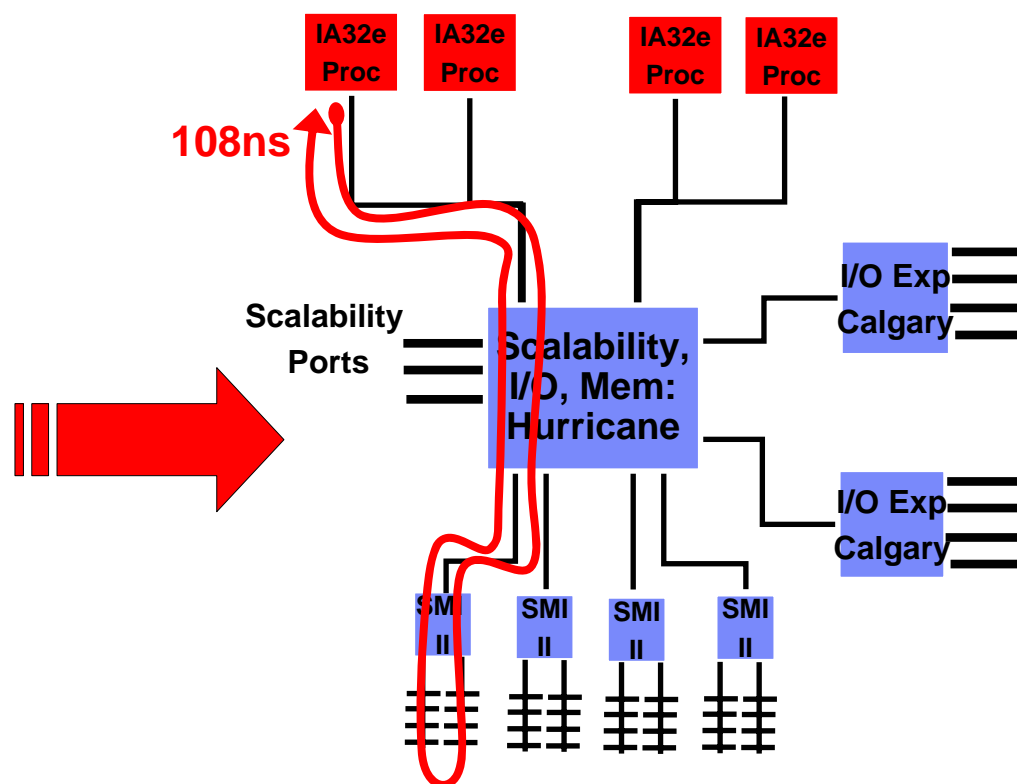 IA32e
Proc
IA32e
Proc
IA32e
Proc
IA32e
Proc
108ns
I/O Exp
Calgary
Scalability
Ports
Scalability,
I/O, Mem:
Hurricane
I/O Exp
Calgary
SMI
II
SMI
II
SMI
II
SMI
II